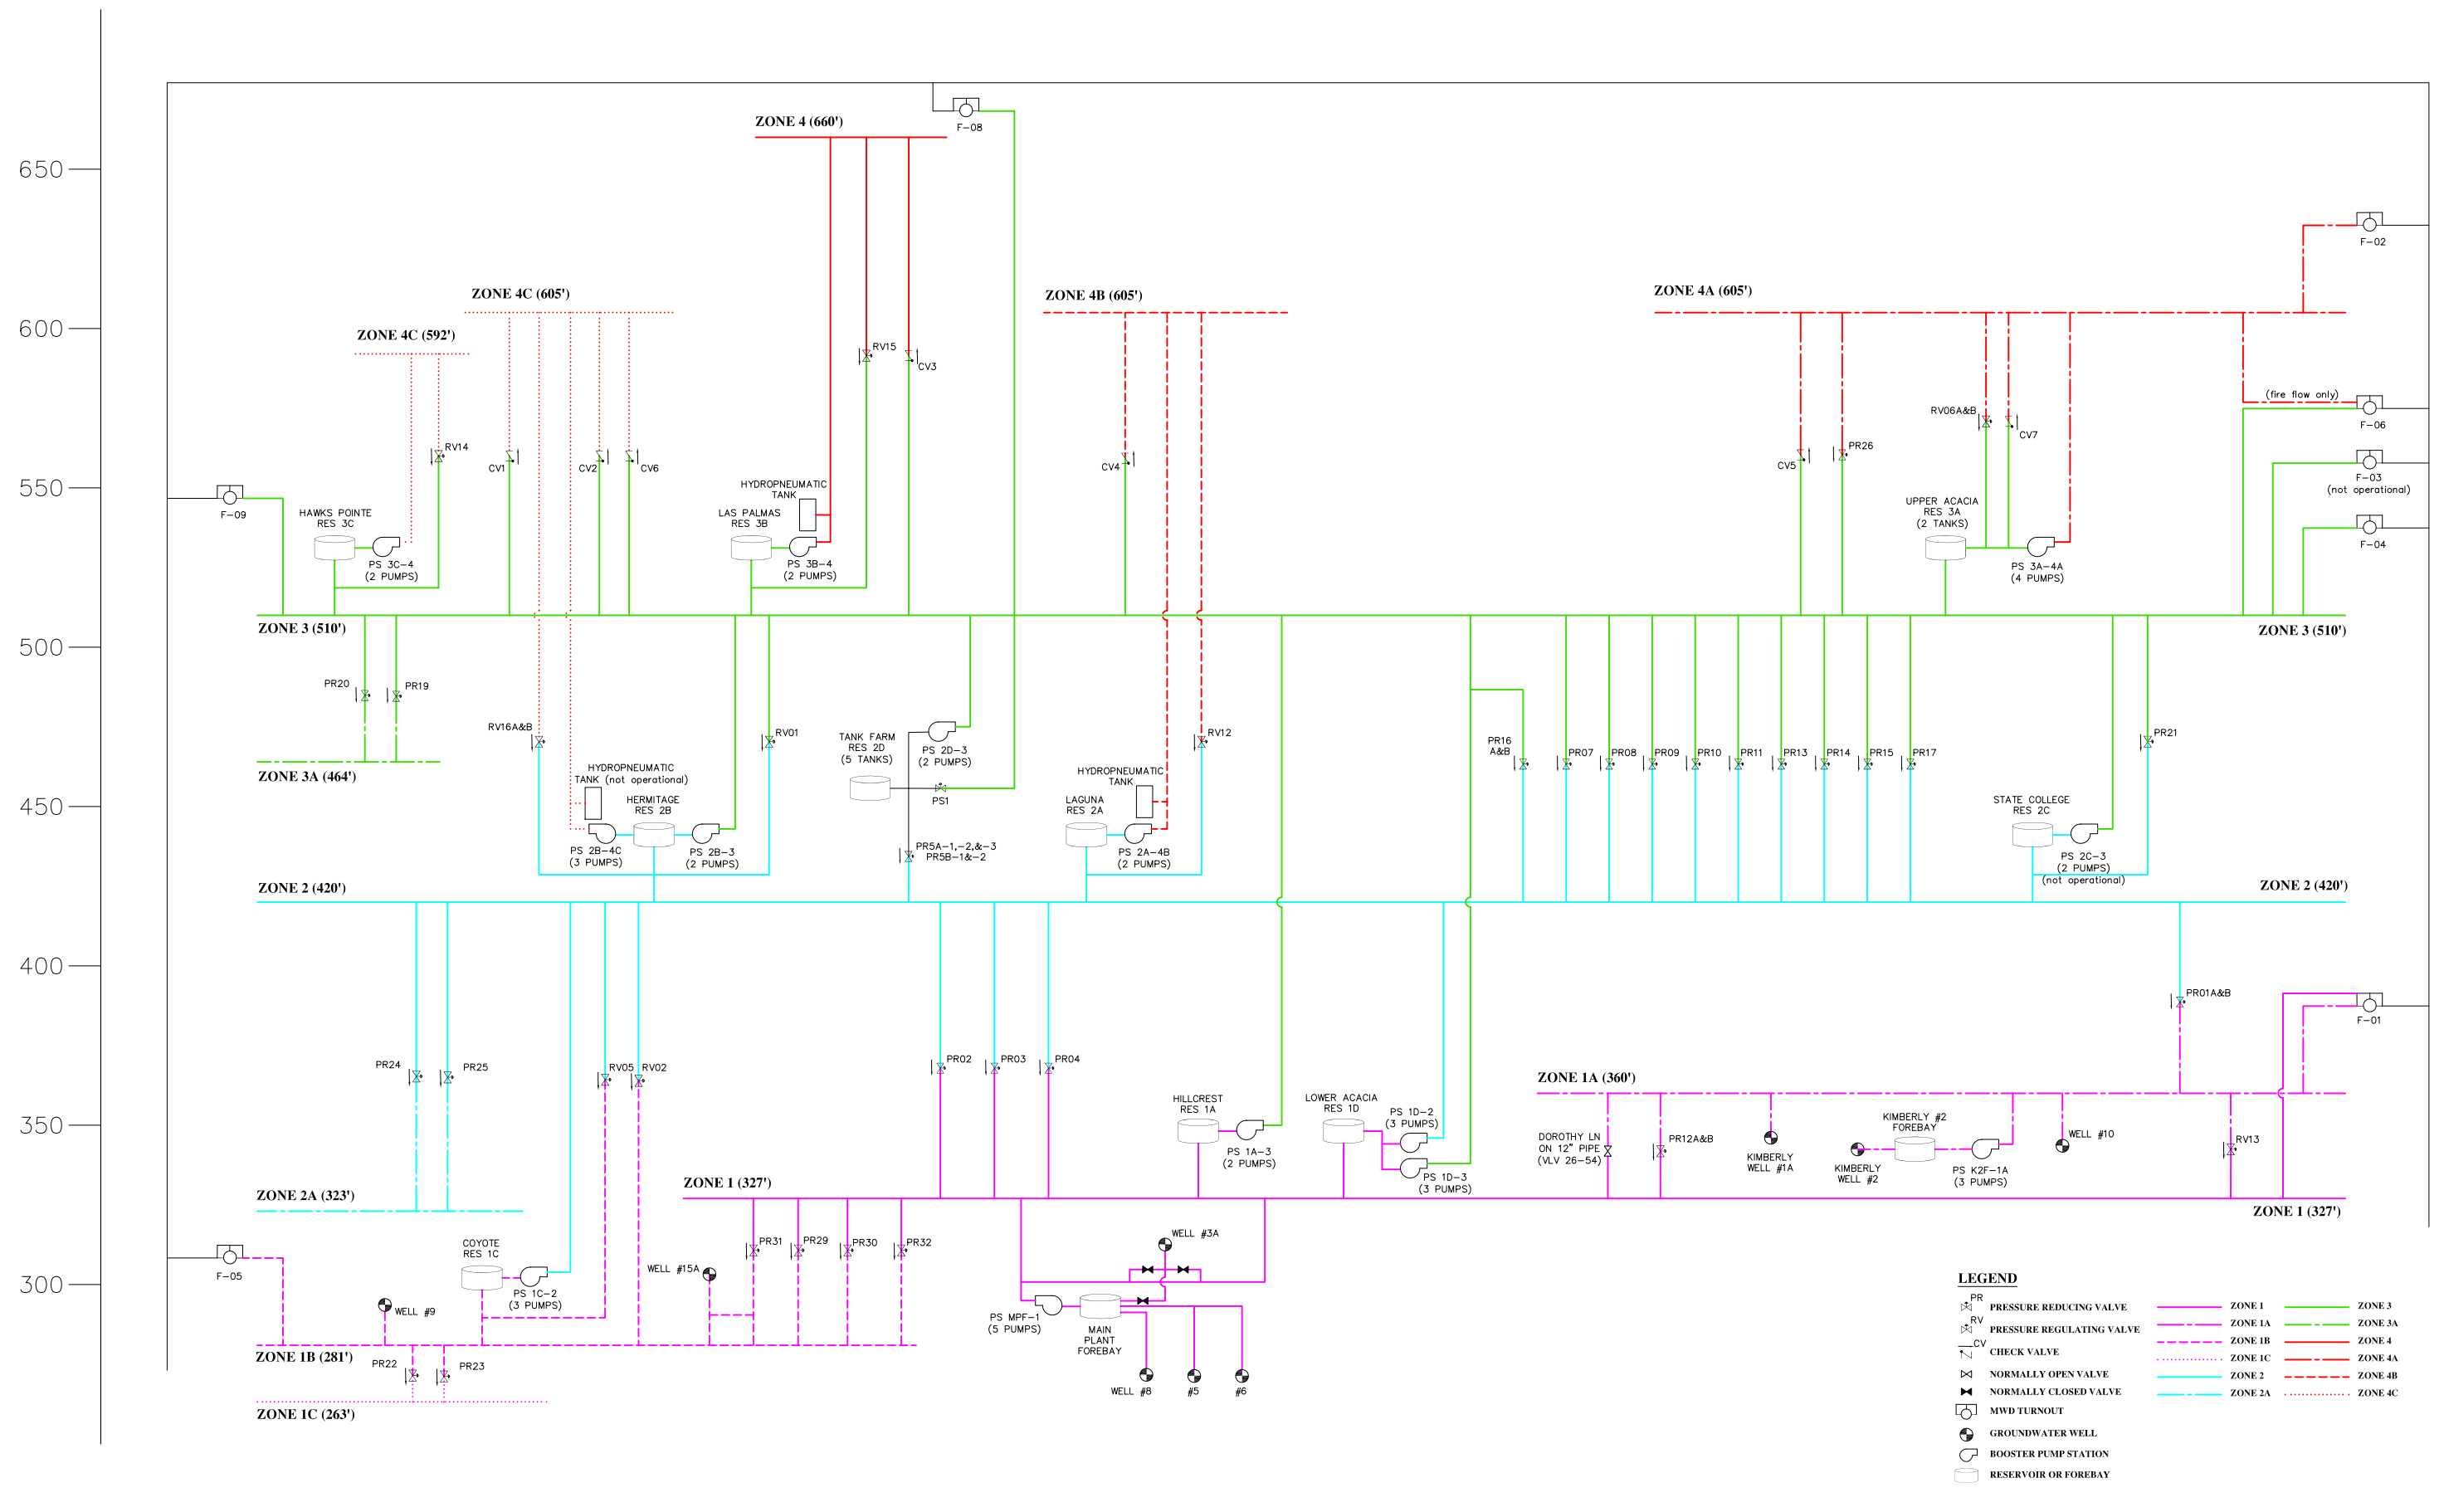 F-08
ZONE 4 (660')
650
F-02
ZONE 4C (605')
ZONE 4B (605')
ZONE 4A (605')
600
ZONE 4C (592')
RV15
CV3
(fire flow only)
F-06
RV06A&B
CV7
RV14
CV1
CV2
CV6
CV4
CV5
PR26
F-03
(not operational)
550
HYDROPNEUMATIC
TANK
F-09
HAWKS POINTE
RES 3C
LAS PALMAS
RES 3B
UPPER ACACIA
RES 3A
(2 TANKS)
F-04
PS 3C-4
(2 PUMPS)
PS 3B-4
(2 PUMPS)
PS 3A-4A
(4 PUMPS)
ZONE 3 (510')
ZONE 3 (510')
500
PR20
PR19
RV16A&B
RV01
TANK FARM
RES 2D
(5 TANKS)
PS 2D-3
(2 PUMPS)
RV12
PR16
A&B
PR07
PR08
PR09
PR10
PR11
PR13
PR14
PR15
PR17
PR21
ZONE 3A (464')
HYDROPNEUMATIC
TANK (not operational)
HYDROPNEUMATIC
TANK
450
HERMITAGE
RES 2B
PS1
LAGUNA
RES 2A
STATE COLLEGE
RES 2C
PS 2B-4C
(3 PUMPS)
PS 2B-3
(2 PUMPS)
PR5A-1,-2,&-3
PR5B-1&-2
PS 2A-4B
(2 PUMPS)
PS 2C-3
(2 PUMPS)
(not operational)
ZONE 2 (420')
ZONE 2 (420')
400
PR01A&B
F-01
PR24
PR25
RV05
RV02
PR02
PR03
PR04
ZONE 1A (360')
350
HILLCREST
RES 1A
LOWER ACACIA
RES 1D
PS 1D-2
(3 PUMPS)
PS 1A-3
(2 PUMPS)
PS 1D-3
(3 PUMPS)
DOROTHY LN
ON 12" PIPE
(VLV 26-54)
PR12A&B
KIMBERLY
WELL #1A
KIMBERLY
WELL #2
KIMBERLY #2
FOREBAY
PS K2F-1A
(3 PUMPS)
WELL #10
RV13
ZONE 2A (323')
ZONE 1 (327')
ZONE 1 (327')
COYOTE
RES 1C
F-05
PS 1C-2
(3 PUMPS)
WELL #15A
PR31
PR29
PR30
PR32
WELL #3A
300
WELL #9
PS MPF-1
(5 PUMPS)
MAIN
PLANT
FOREBAY
ZONE 1B (281')
PR22
PR23
WELL #8
#5
#6
ZONE 1C (263')
LEGEND
PR
PRESSURE REDUCING VALVE
RV
PRESSURE REGULATING VALVE
CV
CHECK VALVE
NORMALLY OPEN VALVE
NORMALLY CLOSED VALVE
MWD TURNOUT
GROUNDWATER WELL
BOOSTER PUMP STATION
RESERVOIR OR FOREBAY
ZONE 1
ZONE 1A
ZONE 1B
ZONE 1C
ZONE 2
ZONE 2A
ZONE 3
ZONE 3A
ZONE 4
ZONE 4A
ZONE 4B
ZONE 4C